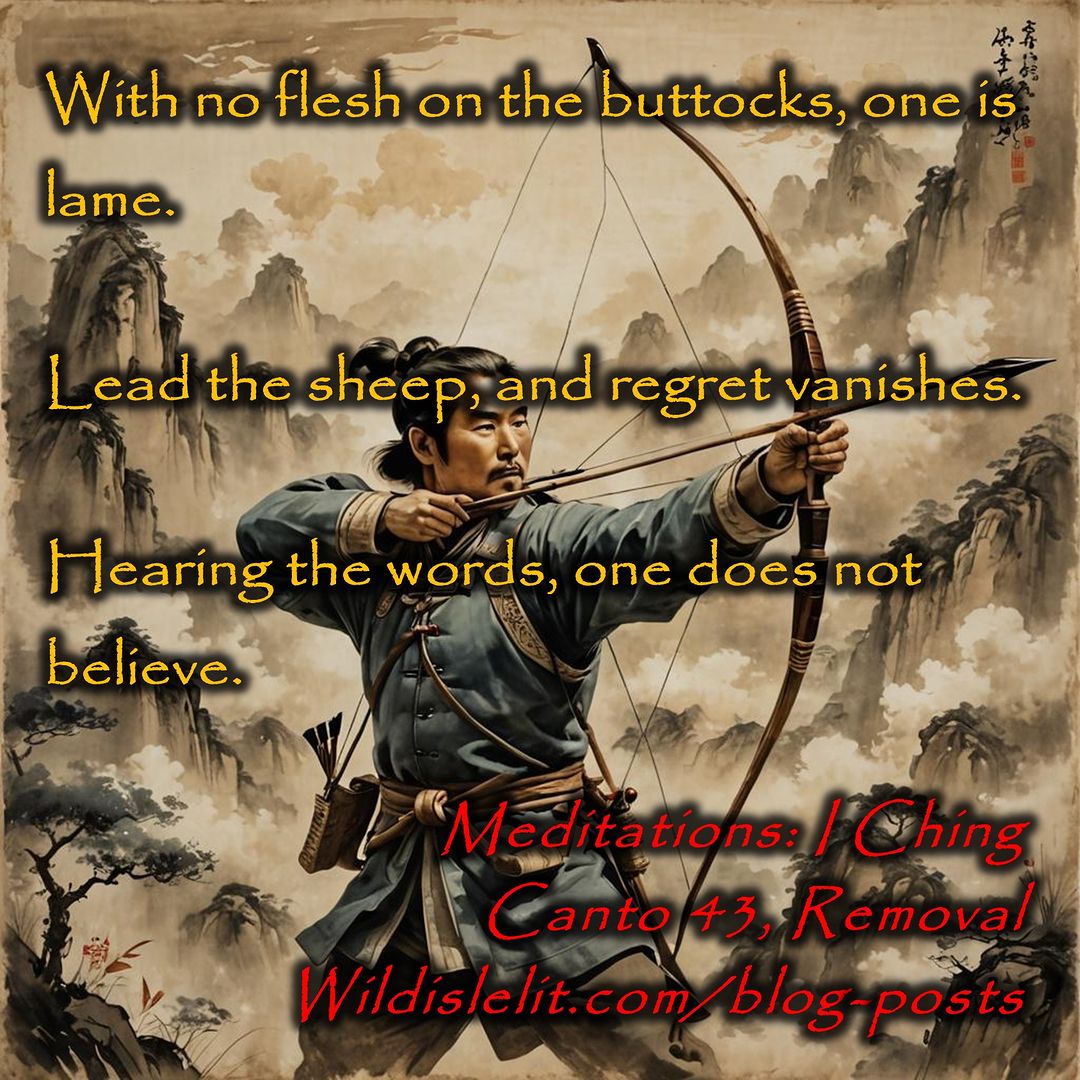 With no flesh on the buttocks, one is
lame.
Lead the sheep, and regret vanishes.
Hearing the words, one does not
believe.
Meditations: I Ching
Canto 43, Removal
Wildislelit.com/blog-posts